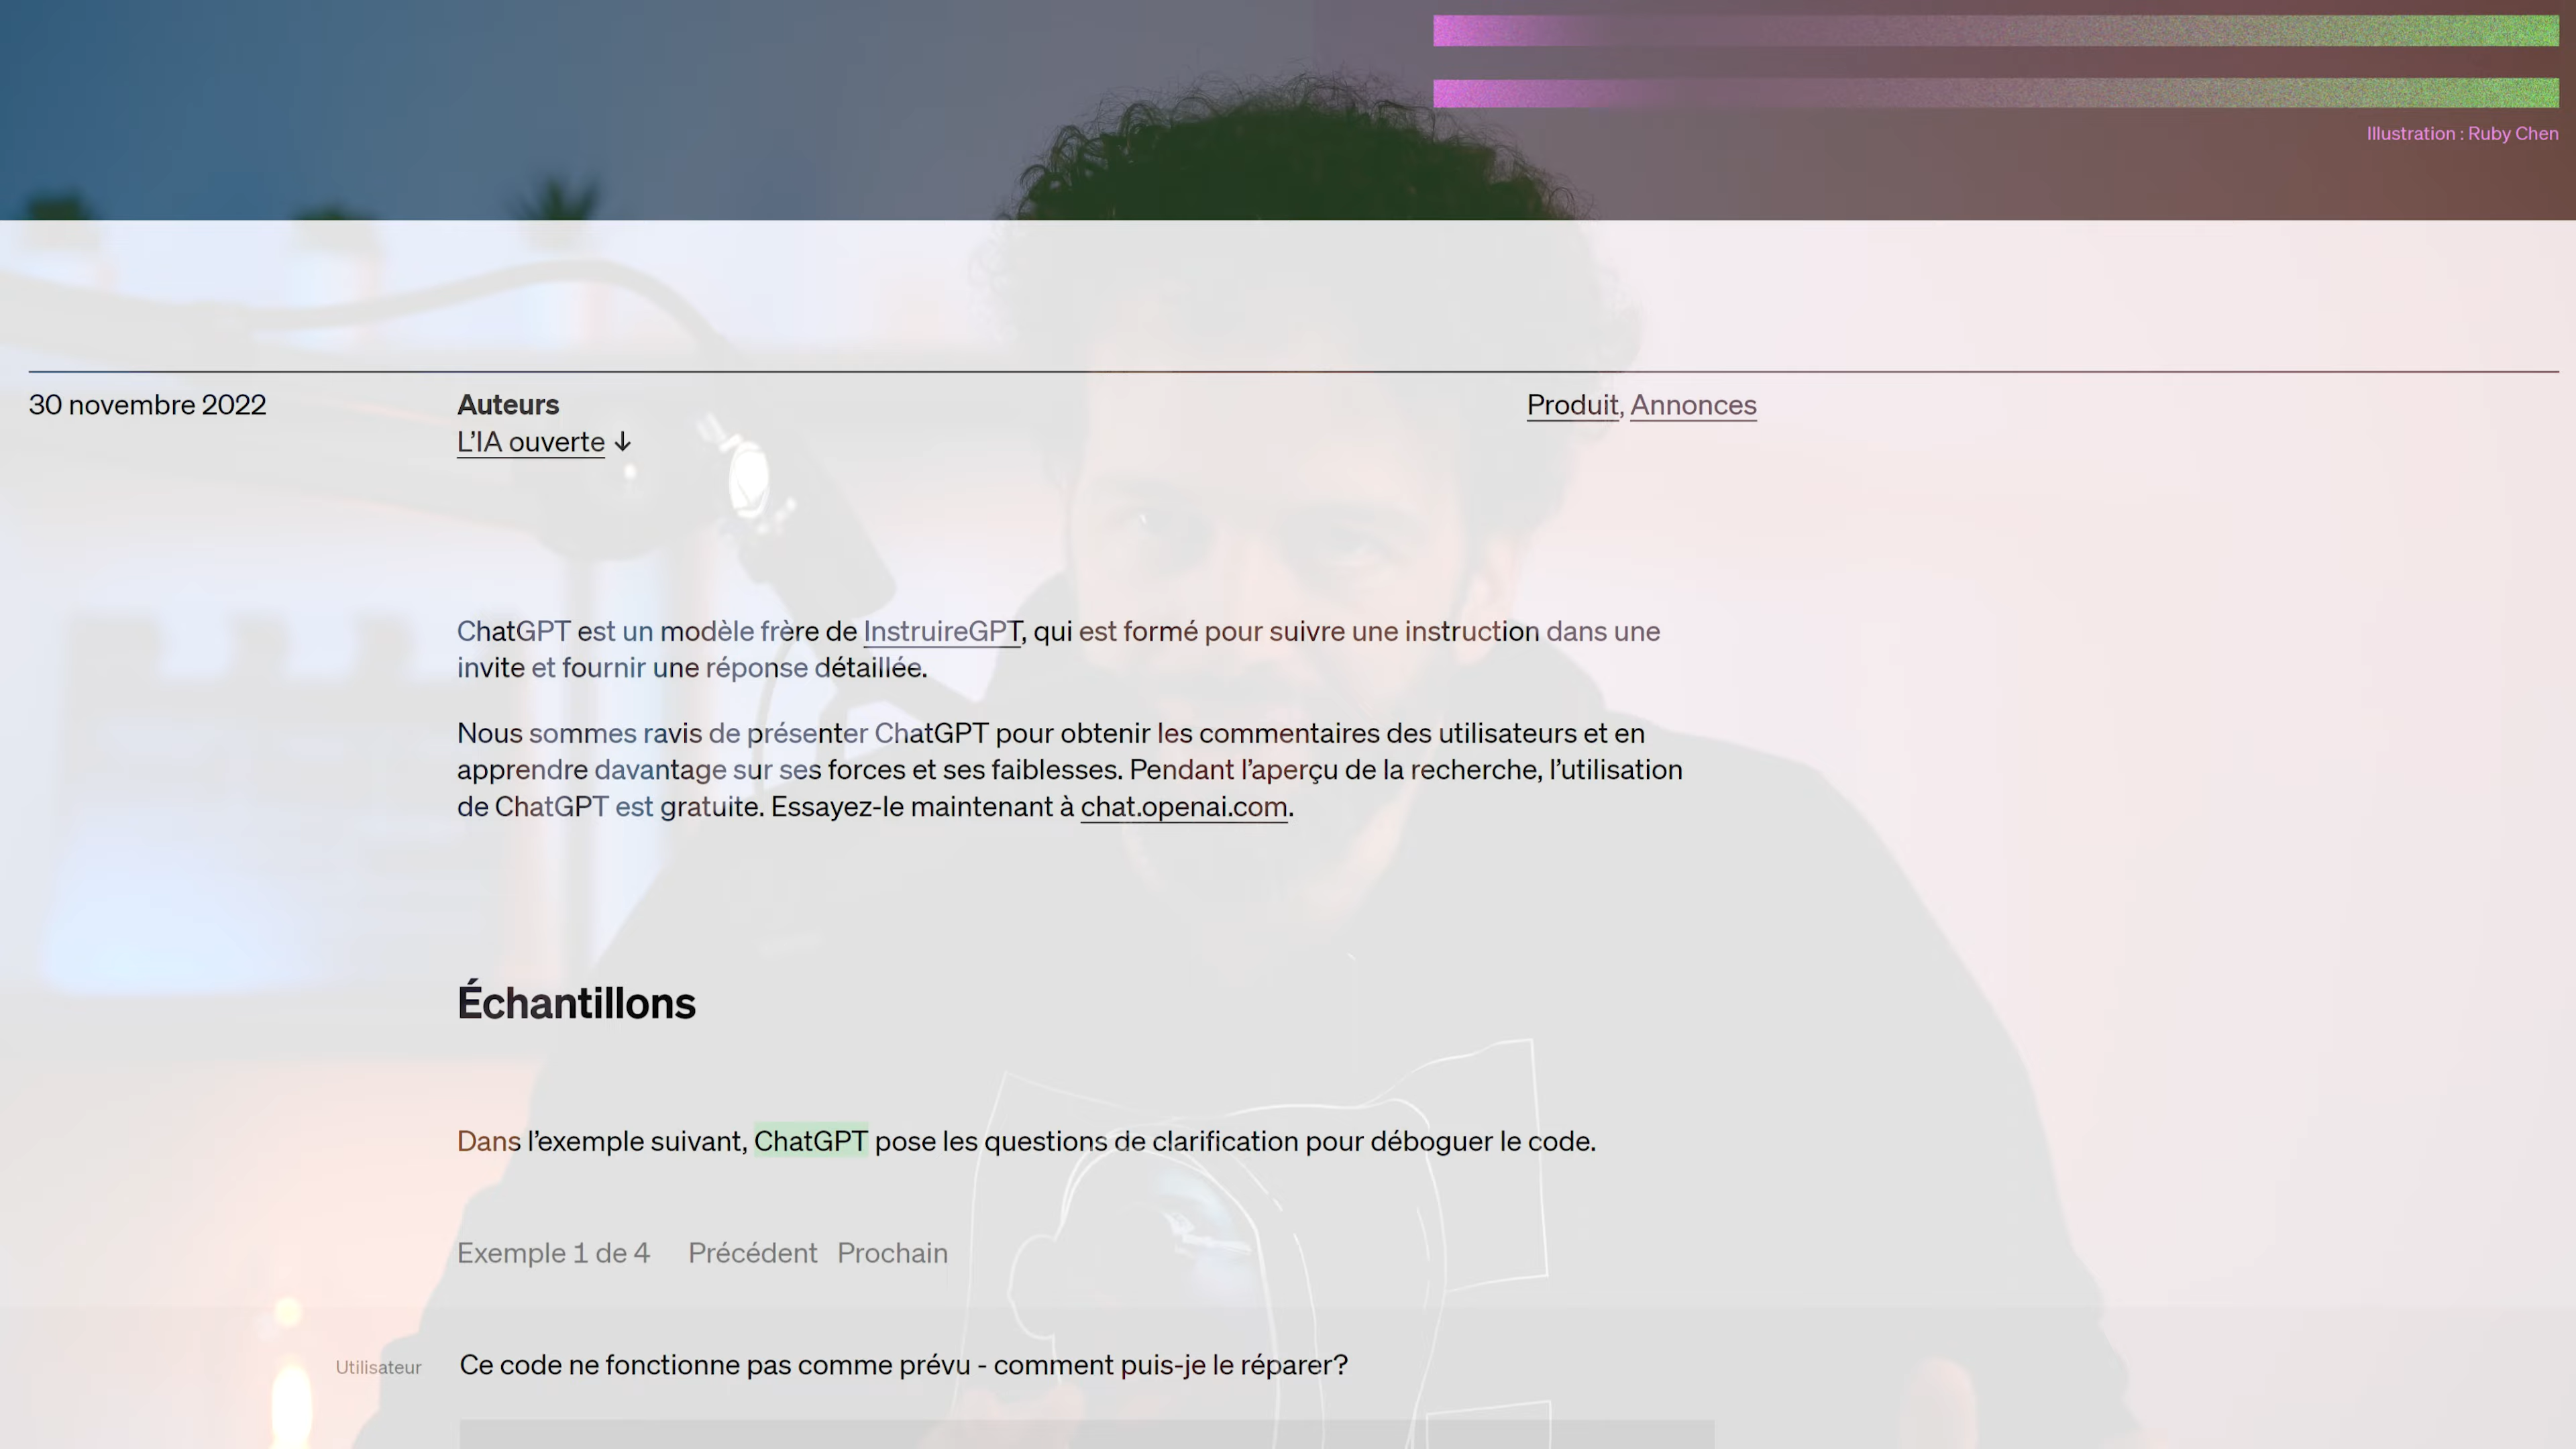 Illustration : Ruby Chen
30 novembre 2022
Auteurs
L’IA ouverte ↓
Produit, Annonces
ChatGPT est un modèle frère de InstruireGPT, qui est formé pour suivre une instruction dans une
invite et fournir une réponse détaillée.
Nous sommes ravis de présenter ChatGPT pour obtenir les commentaires des utilisateurs et en
apprendre davantage sur ses forces et ses faiblesses. Pendant l’aperçu de la recherche, l’utilisation
de ChatGPT est gratuite. Essayez-le maintenant à chat.openai.com.
Échantillons
Dans l’exemple suivant, ChatGPT pose les questions de clarification pour déboguer le code.
Exemple 1 de 4 Précédent Prochain
Utilisateur
Ce code ne fonctionne pas comme prévu - comment puis-je le réparer?